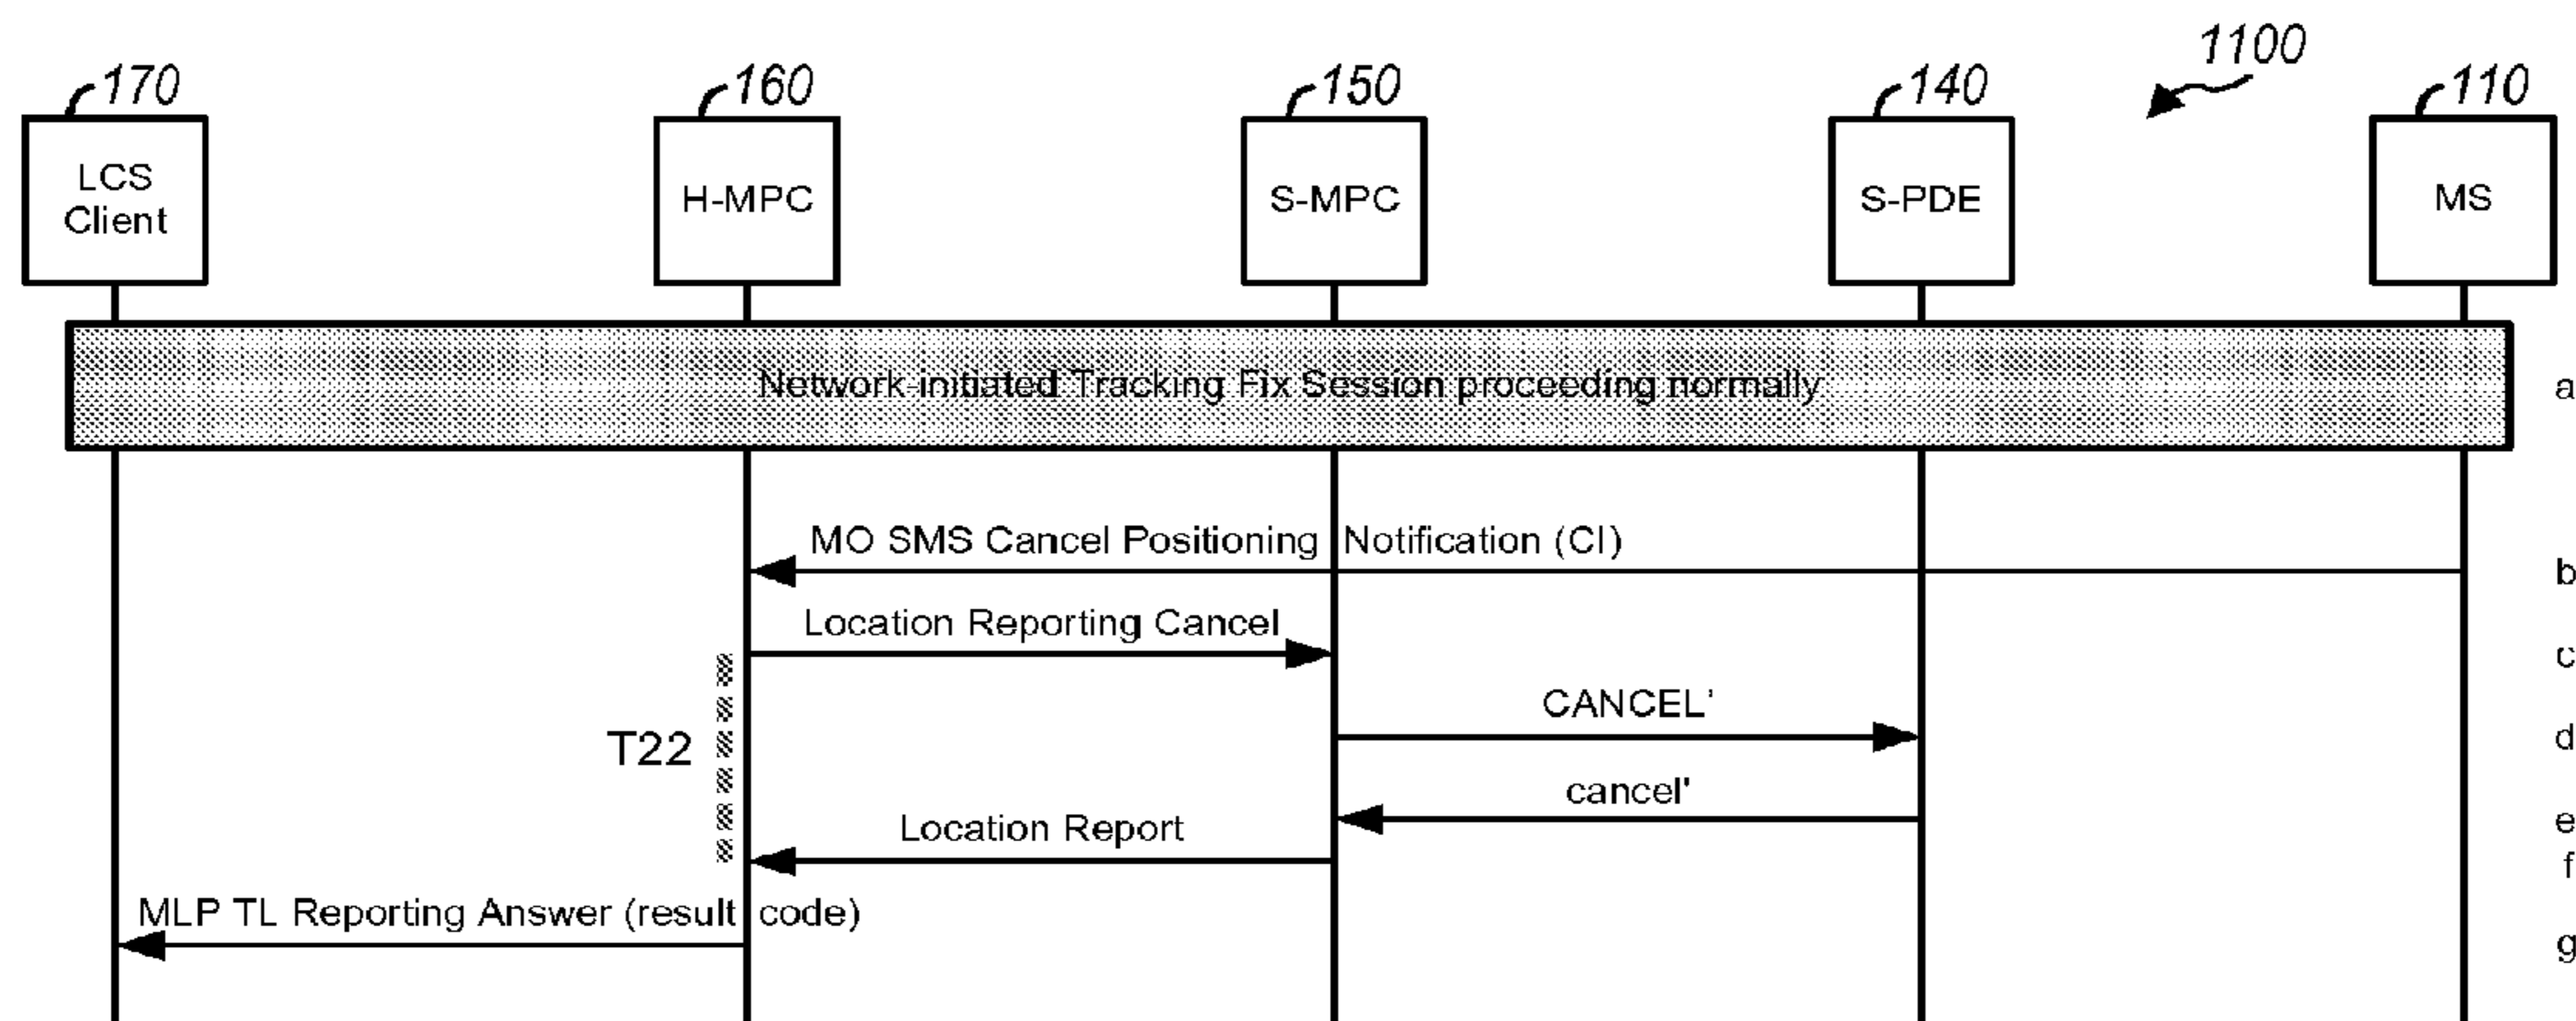 170
160
150
140
1100
110
LCS
Client
H-MPC
S-MPC
S-PDE
MS
Network-initiated Tracking Fix Session proceeding normally
a
MO SMS Cancel Positioning Notification (CI)
b
Location Reporting Cancel
c
T22
CANCEL'
d
cancel'
e
Location Report
f
MLP TL Reporting Answer (result code)
g